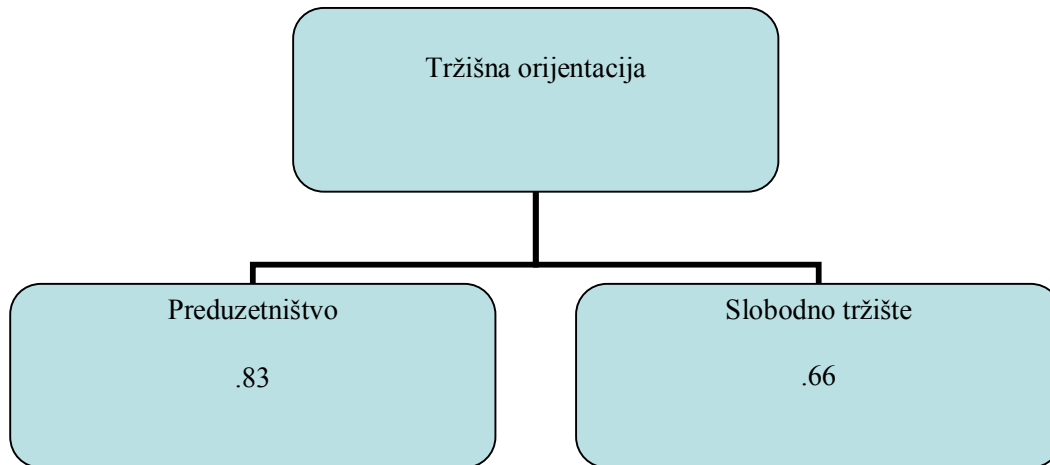 Tržišna orijentacija
Preduzetništvo
.83
Slobodno tržište
.66